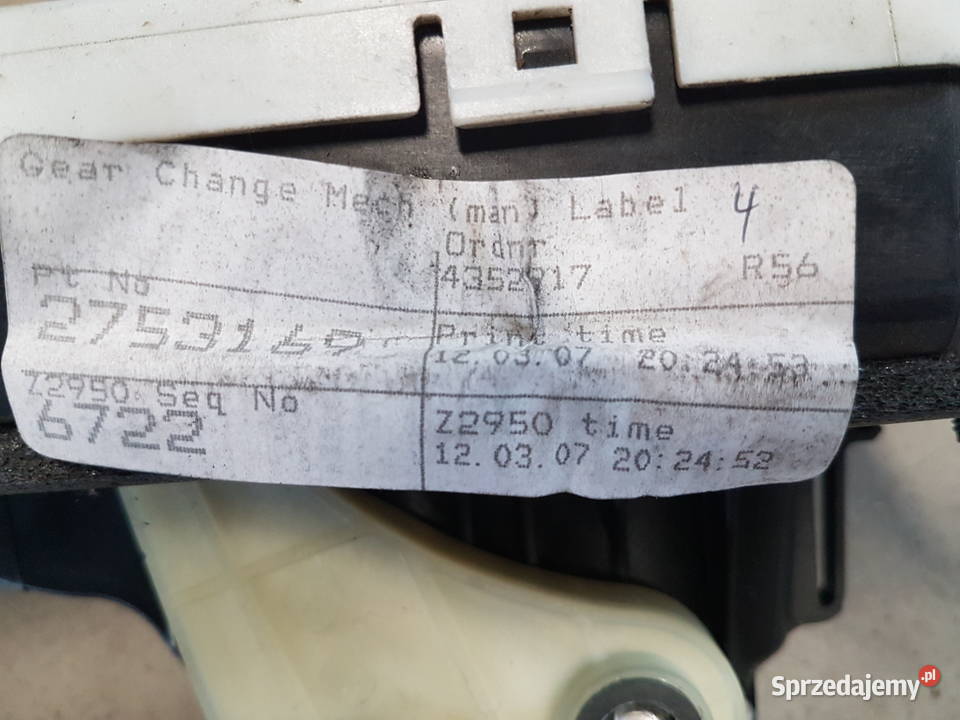 Gear Change Mech (man) Label 4
Ordnr
4352917 R56
Pt No
Print time
12.03.07 20:24:53
Z2950 Seq No
6722
Z2950 time
12.03.07 20:24:52
Sprzedajemy.pl